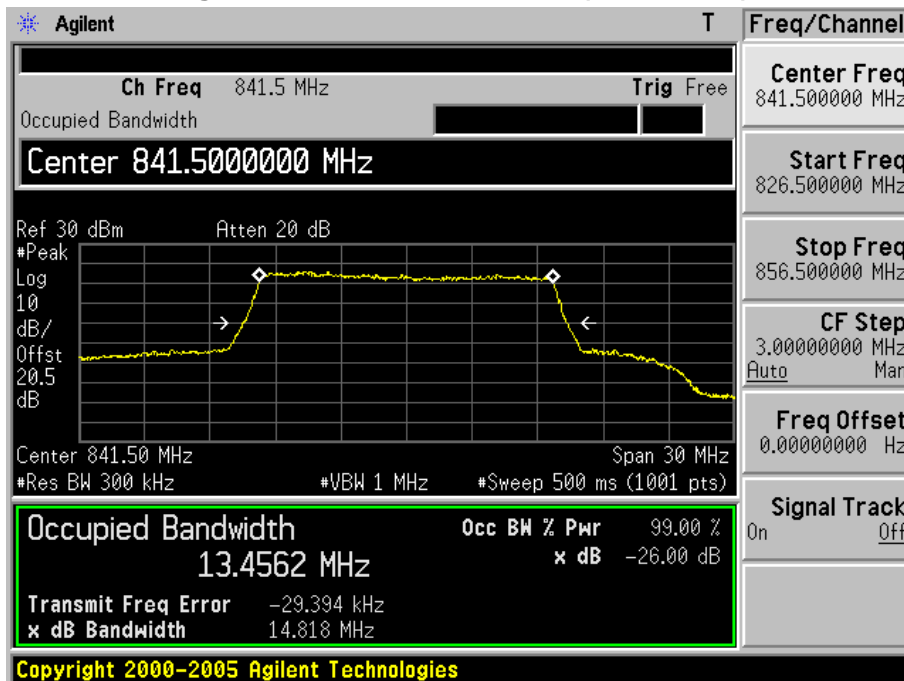 Agilent T Freq/Channel
Ch Freq 841.5 MHz Trig Free
Occupied Bandwidth
Center 841.5000000 MHz
Ref 30 dBm Atten 20 dB
#Peak
Log
10
dB/
Offst
20.5
dB
Center 841.50 MHz Span 30 MHz
#Res BW 300 kHz #VBW 1 MHz #Sweep 500 ms (1001 pts)
Occupied Bandwidth Occ BW % Pwr 99.00 %
13.4562 MHz x dB -26.00 dB
Transmit Freq Error -29.394 kHz
x dB Bandwidth 14.818 MHz
Copyright 2000-2005 Agilent Technologies
Center Freq
841.500000 MHz
Start Freq
826.500000 MHz
Stop Freq
856.500000 MHz
CF Step
3.00000000 MHz
Auto Man
Freq Offset
0.00000000 Hz
Signal Track
On Off